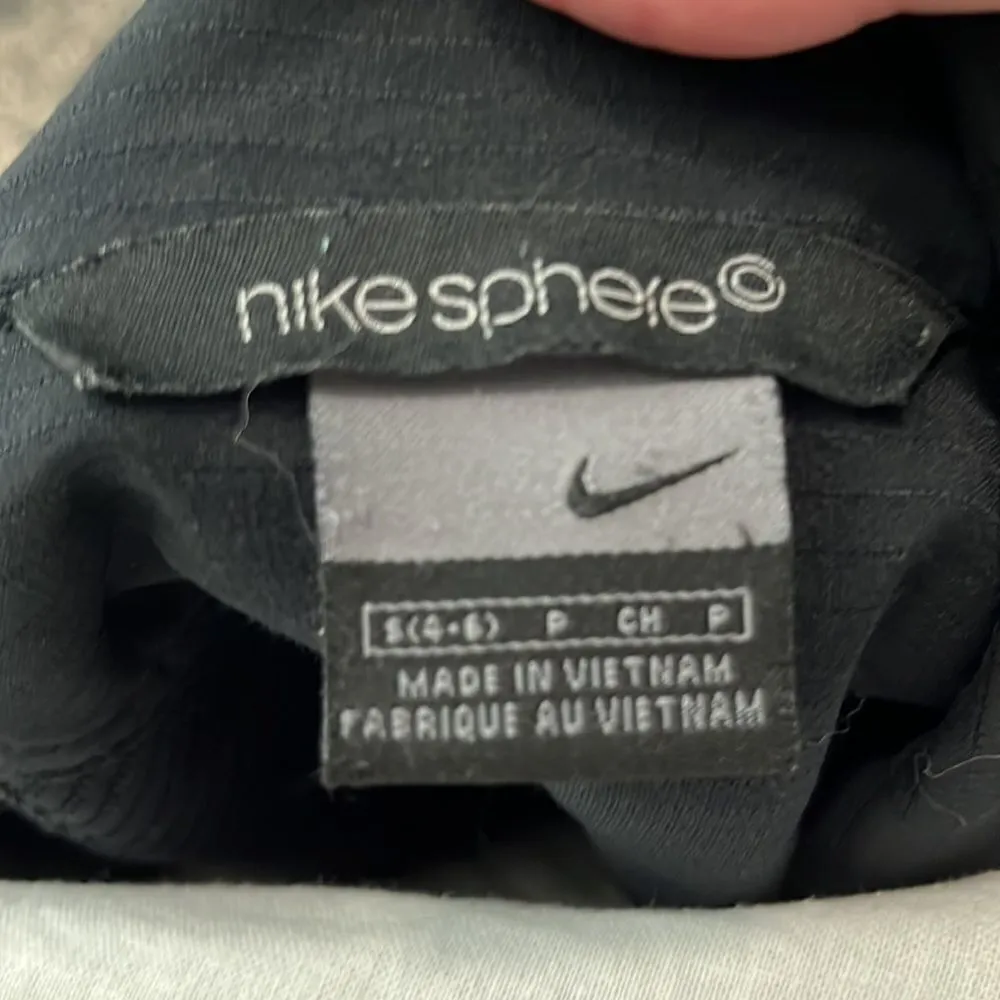 nike sphere
S(4-6) P CH P
MADE IN VIETNAM
FABRIQUE AU VIETNAM